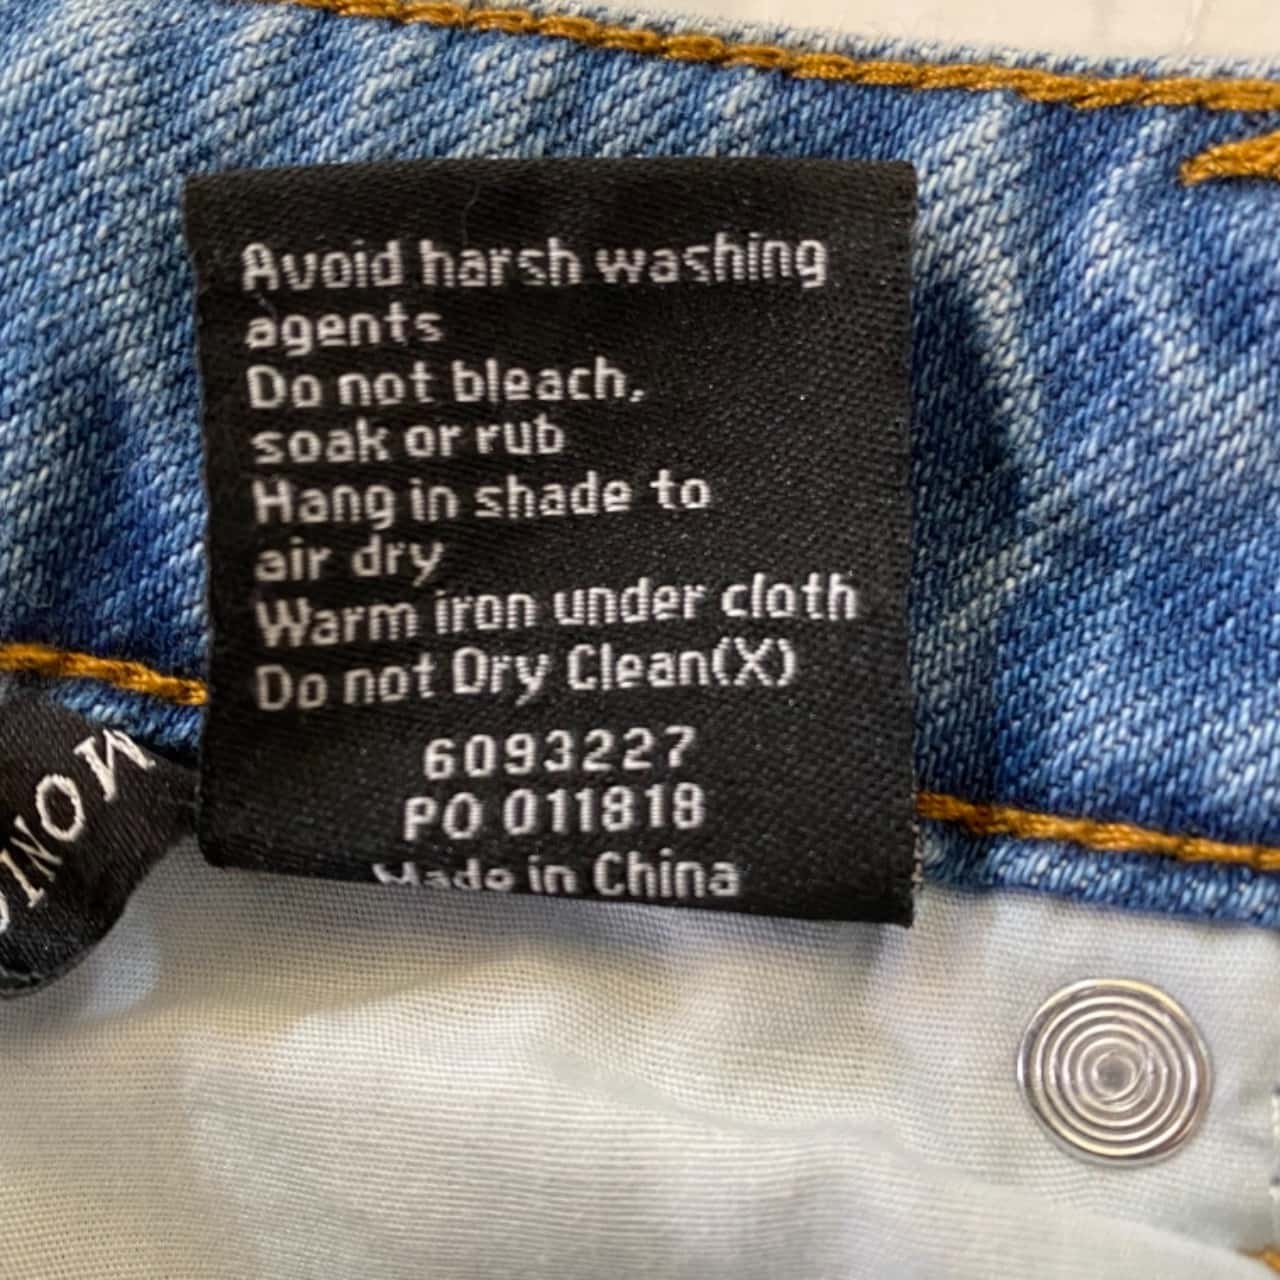 Avoid harsh washing
agents
Do not bleach,
soak or rub
Hang in shade to
air dry
Warm iron under cloth
Do not Dry Clean(X)
6093227
PO 011818
Made in China